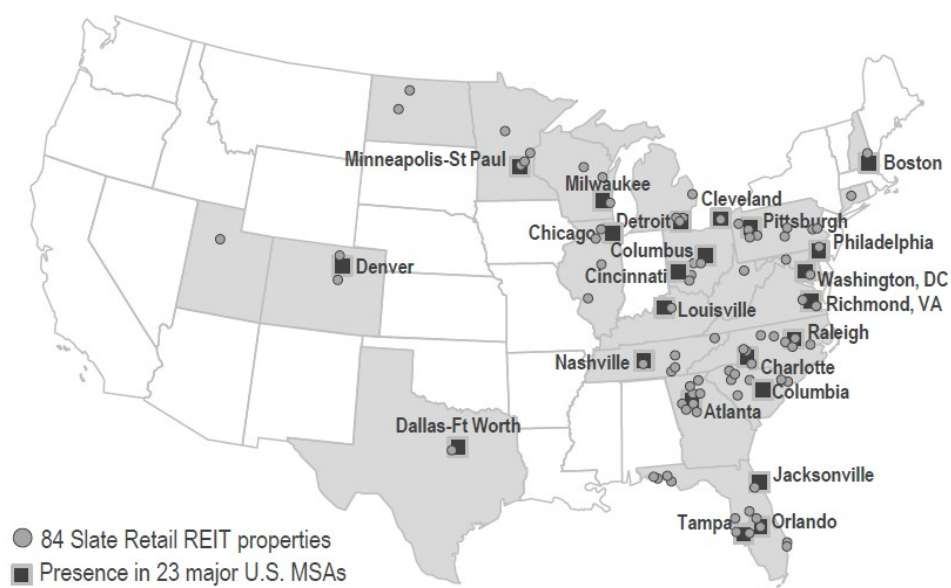 Minneapolis-St Paul
Boston
Milwaukee
Cleveland
Chicago
Detroit
Pittsburgh
Columbus
Philadelphia
Denver
Cincinnati
Washington, DC
Louisville
Richmond, VA
Raleigh
Nashville
Charlotte
Columbia
Atlanta
Dallas-Ft Worth
Jacksonville
Tampa
Orlando
84 Slate Retail REIT properties
Presence in 23 major U.S. MSAs